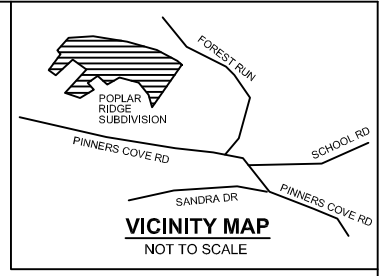 FOREST RUN
POPLAR
RIDGE
SUBDIVISION
PINNERS COVE RD
SCHOOL RD
SANDRA DR
PINNERS COVE RD
VICINITY MAP
NOT TO SCALE